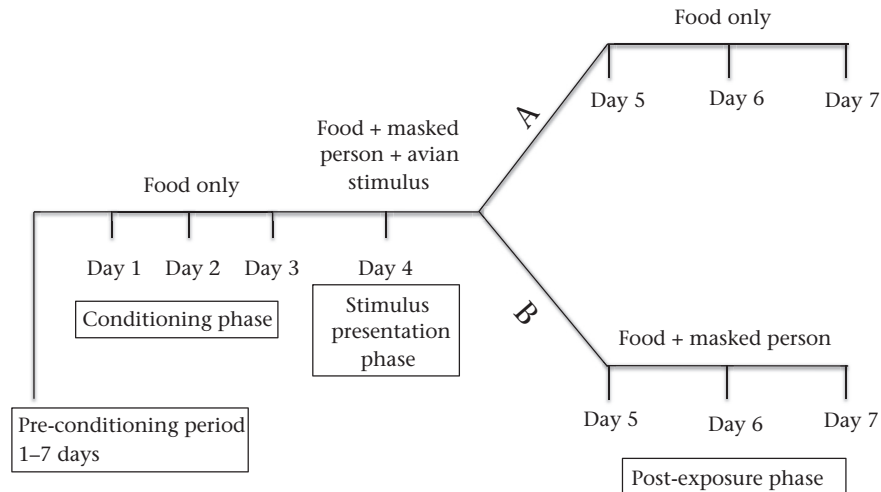 Food only
Day 5 Day 6 Day 7
A
Food + masked
person + avian
stimulus
Food only
Day 1 Day 2 Day 3 Day 4
Conditioning phase
Stimulus
presentation
phase
B
Food + masked person
Day 5 Day 6 Day 7
Pre-conditioning period
1–7 days
Post-exposure phase